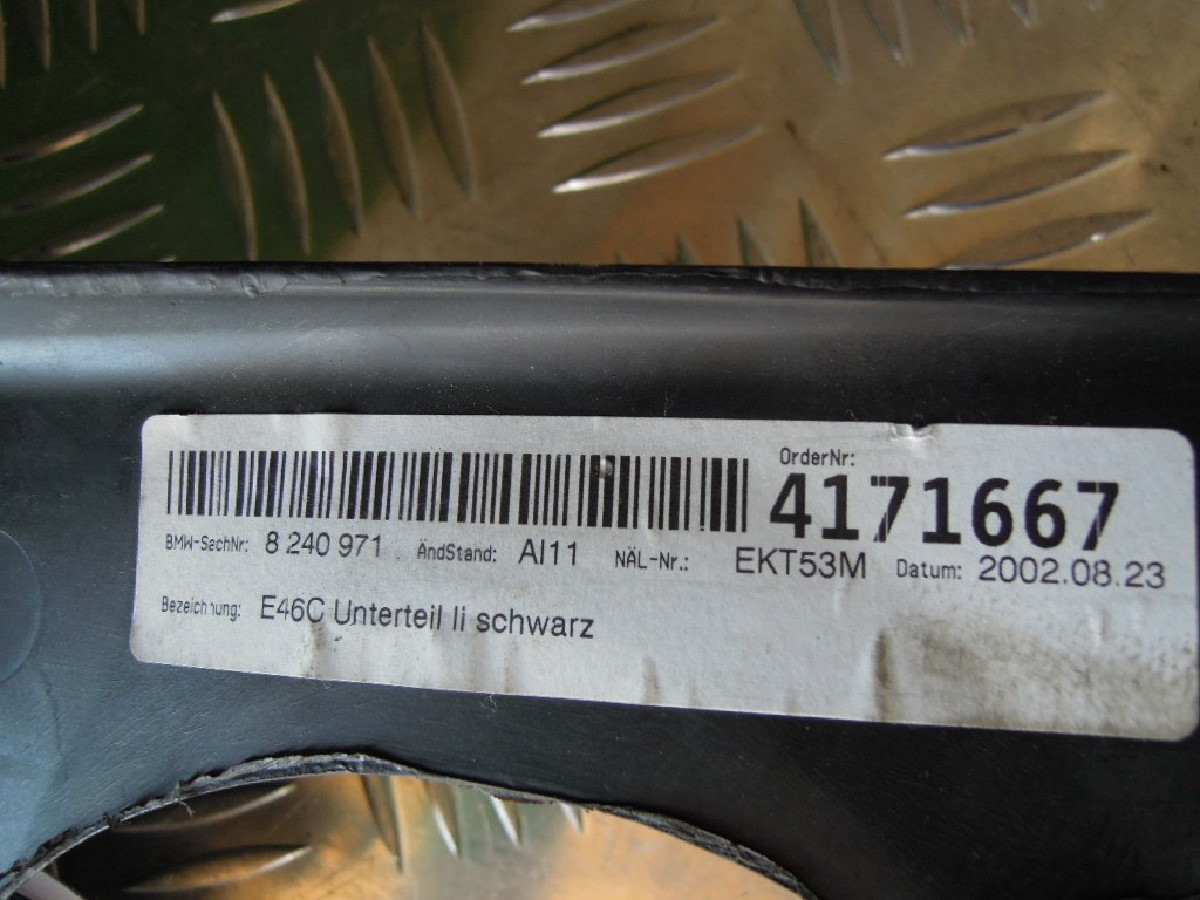 OrderNr:
4171667
BMW-SachNr: 8 240 971 ÄndStand: AI11 NÄL-Nr.: EKT53M Datum: 2002.08.23
Bezeichnung: E46C Unterteil li schwarz